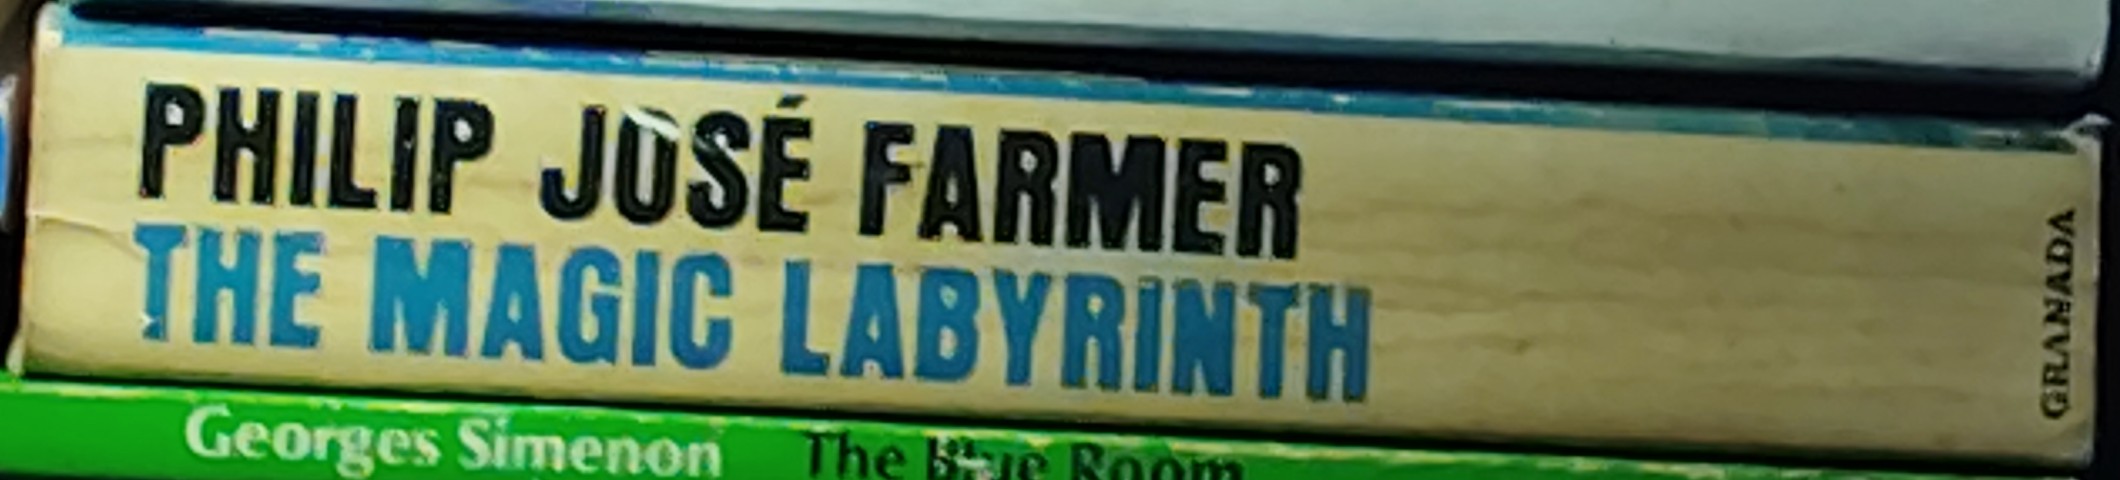 PHILIP JOSÉ FARMER
THE MAGIC LABYRINTH
GRANADA
Georges Simenon The Blue Room